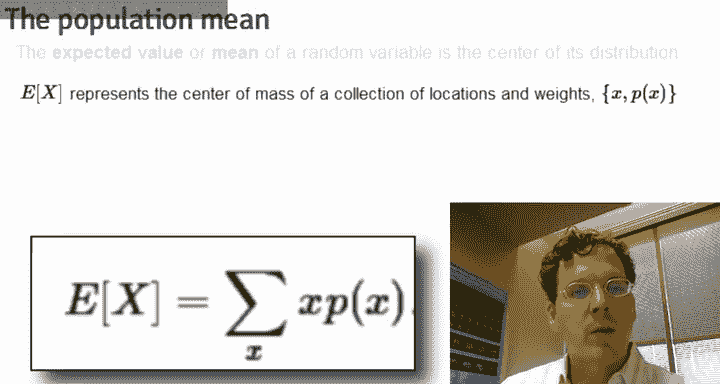 The population mean
The expected value or mean of a random variable is the center of its distribution
E[X] represents the center of mass of a collection of locations and weights, {x, p(x)}
E[X] = ∑ₓ xp(x).